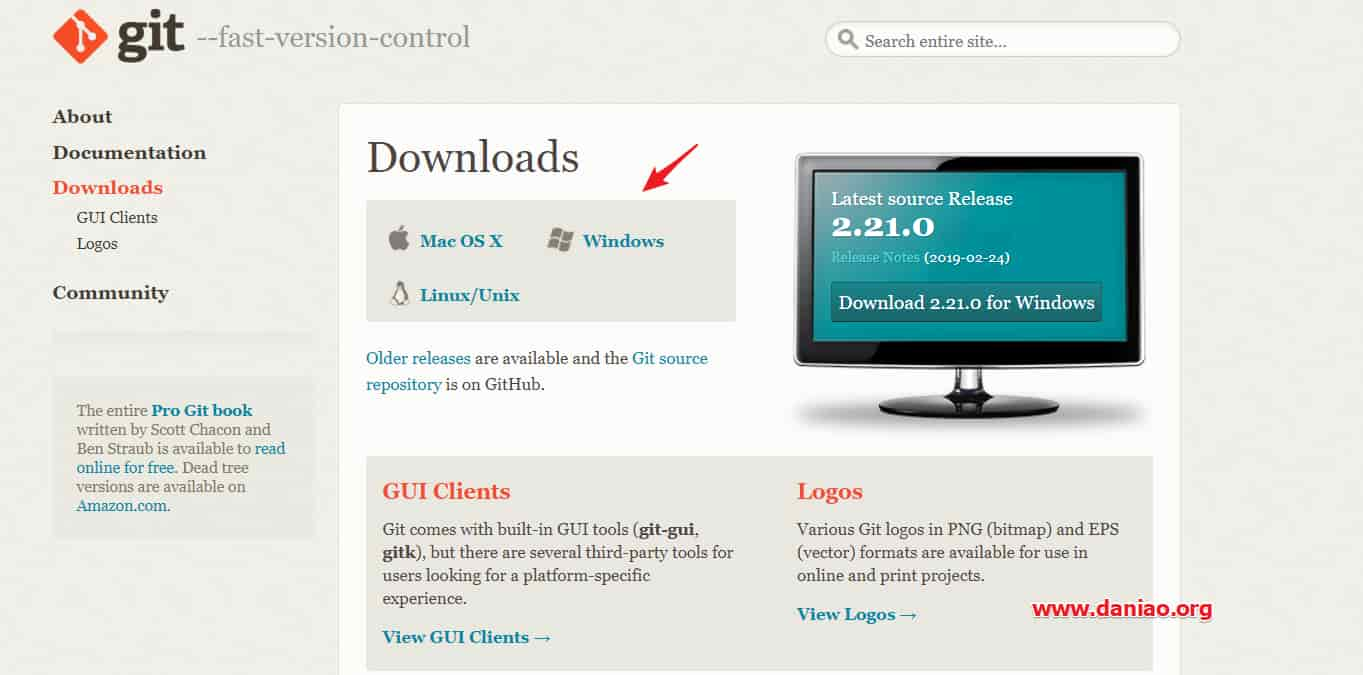 git --fast-version-control
Search entire site...
About
Documentation
Downloads
GUI Clients
Logos
Community
The entire Pro Git book
written by Scott Chacon and
Ben Straub is available to read
online for free. Dead tree
versions are available on
Amazon.com.
Downloads
Mac OS X
Windows
Linux/Unix
Older releases are available and the Git source
repository is on GitHub.
Latest source Release
2.21.0
Release Notes (2019-02-24)
Download 2.21.0 for Windows
GUI Clients
Git comes with built-in GUI tools (git-gui,
gitk), but there are several third-party tools for
users looking for a platform-specific
experience.
View GUI Clients →
Logos
Various Git logos in PNG (bitmap) and EPS
(vector) formats are available for use in
online and print projects.
View Logos →
www.daniao.org